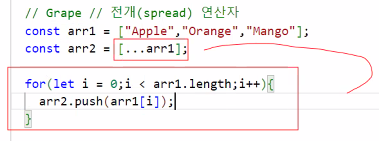 // Grape // 전개(spread) 연산자
const arr1 = ["Apple","Orange","Mango"];
const arr2 = [...arr1];
for(let i = 0;i < arr1.length;i++){
arr2.push(arr1[i]);
}